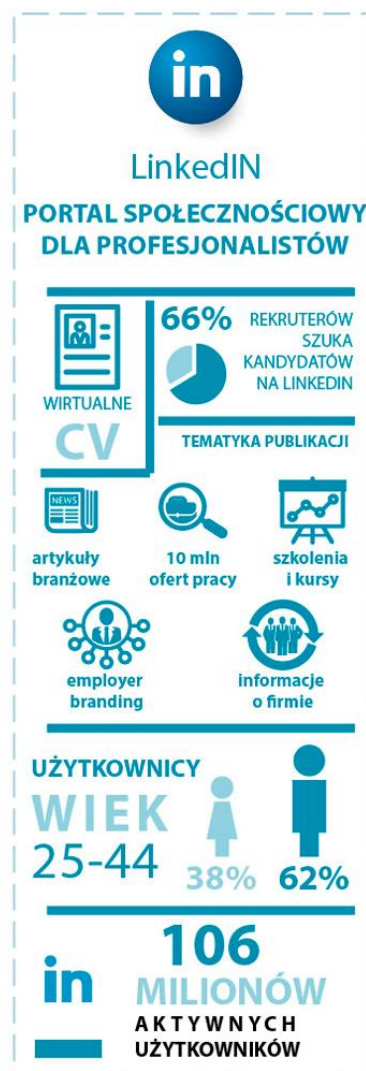 in
LinkedIN
PORTAL SPOŁECZNOŚCIOWY
DLA PROFESJONALISTÓW
WIRTUALNE
CV
66%
REKRUTERÓW
SZUKA
KANDYDATÓW
NA LINKEDIN
TEMATYKA PUBLIKACJI
NEWS
artykuły
branżowe
10 mln
ofert pracy
szkolenia
i kursy
employer
branding
informacje
o firmie
UŻYTKOWNICY
WIEK
25-44
38%
62%
in
106
MILIONÓW
AKTYWNYCH
UŻYTKOWNIKÓW